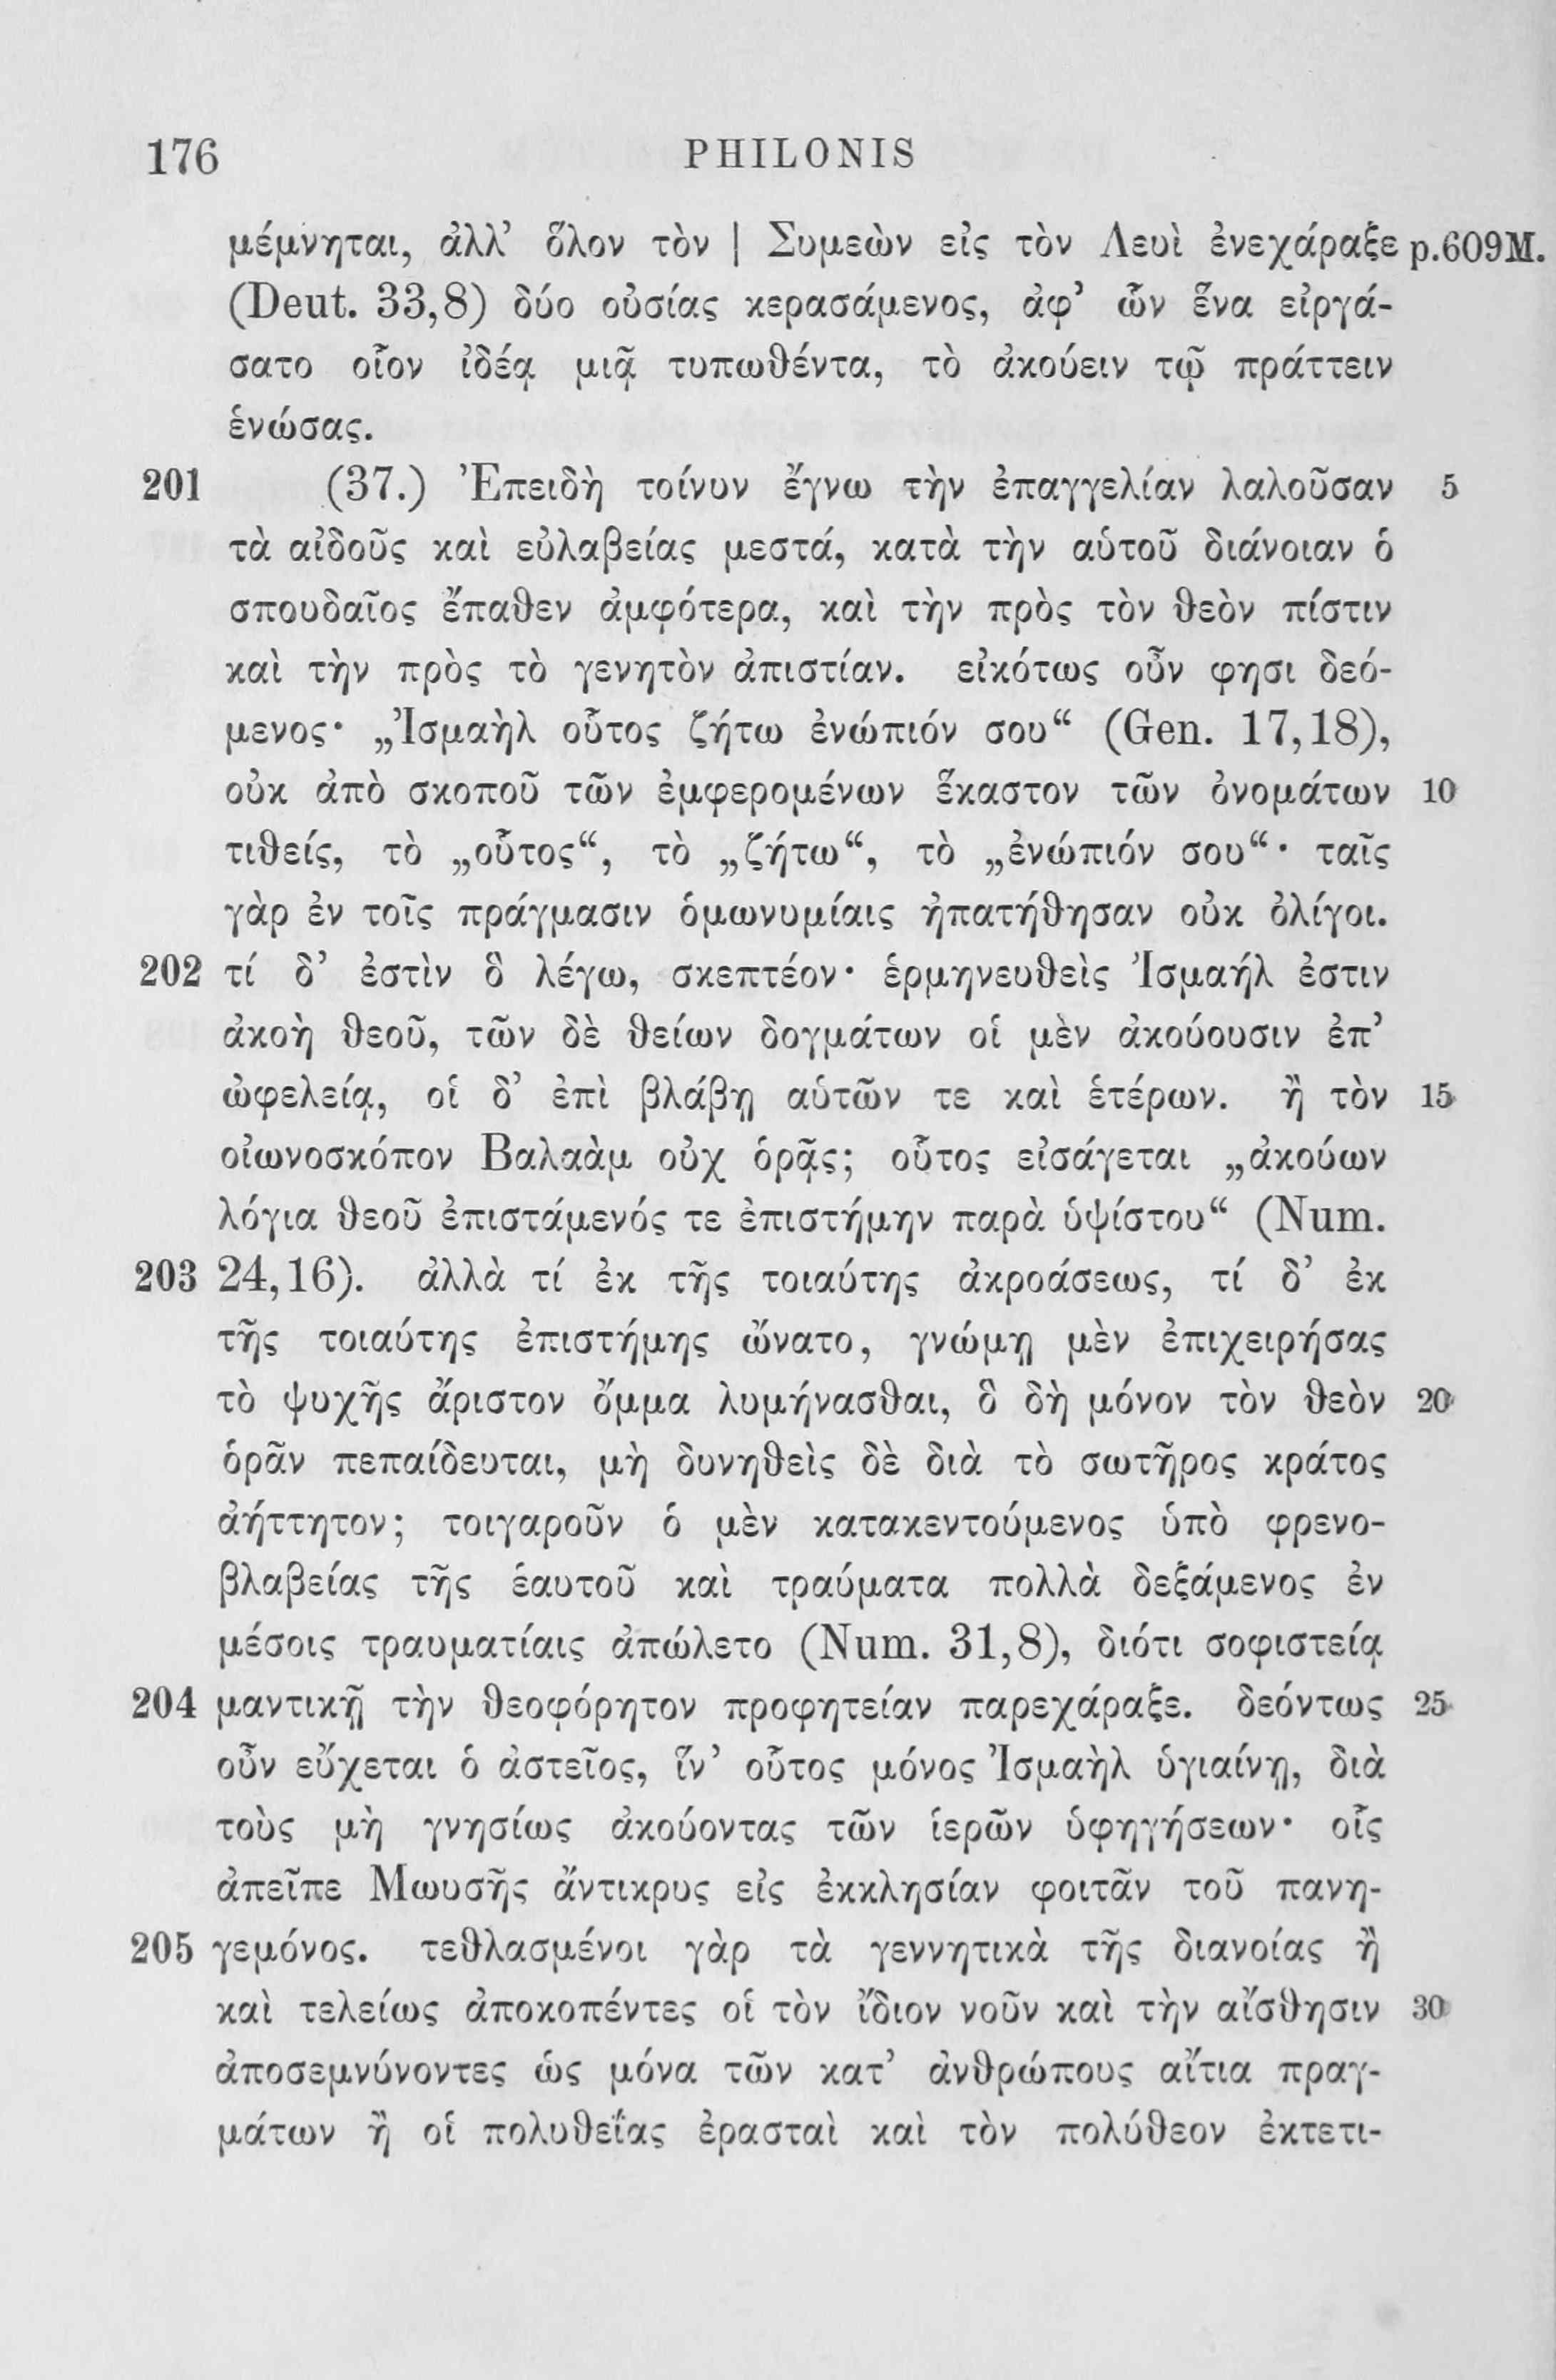 176 PHILONIS
μέμνηται, ἀλλ’ ὅλον τὸν | Συμεὼν εἰς τὸν Λευὶ ἐνεχάραξε p.609M.
(Deut. 33,8) δύο οὐσίας κερασάμενος, ἀφ’ ὧν ἕνα εἰργά-
σατο οἷον ἰδέᾳ μιᾷ τυπωθέντα, τὸ ἀκούειν τῷ πράττειν
ἑνώσας.
201 (37.) Ἐπειδὴ τοίνυν ἔγνω τὴν ἐπαγγελίαν λαλοῦσαν 5
τὰ αἰδοῦς καὶ εὐλαβείας μεστά, κατὰ τὴν αὑτοῦ διάνοιαν ὁ
σπουδαῖος ἔπαθεν ἀμφότερα, καὶ τὴν πρὸς τὸν θεὸν πίστιν
καὶ τὴν πρὸς τὸ γενητὸν ἀπιστίαν. εἰκότως οὖν φησι δεό-
μενος· „Ἰσμαὴλ οὗτος ζήτω ἐνώπιόν σου“ (Gen. 17,18),
οὐκ ἀπὸ σκοποῦ τῶν ἐμφερομένων ἕκαστον τῶν ὀνομάτων 10
τιθείς, τὸ „οὗτος“, τὸ „ζήτω“, τὸ „ἐνώπιόν σου“· ταῖς
γὰρ ἐν τοῖς πράγμασιν ὁμωνυμίαις ἠπατήθησαν οὐκ ὀλίγοι.
202 τί δ’ ἐστὶν ὃ λέγω, σκεπτέον· ἑρμηνευθεὶς Ἰσμαήλ ἐστιν
ἀκοὴ θεοῦ, τῶν δὲ θείων δογμάτων οἱ μὲν ἀκούουσιν ἐπ’
ὠφελείᾳ, οἱ δ’ ἐπὶ βλάβῃ αὑτῶν τε καὶ ἑτέρων. ἢ τὸν 15
οἰωνοσκόπον Βαλαὰμ οὐχ ὁρᾷς; οὗτος εἰσάγεται „ἀκούων
λόγια θεοῦ ἐπιστάμενός τε ἐπιστήμην παρὰ ὑψίστου“ (Num.
203 24,16). ἀλλὰ τί ἐκ τῆς τοιαύτης ἀκροάσεως, τί δ’ ἐκ
τῆς τοιαύτης ἐπιστήμης ὤνατο, γνώμῃ μὲν ἐπιχειρήσας
τὸ ψυχῆς ἄριστον ὄμμα λυμήνασθαι, ὃ δὴ μόνον τὸν θεὸν 20
ὁρᾶν πεπαίδευται, μὴ δυνηθεὶς δὲ διὰ τὸ σωτῆρος κράτος
ἀήττητον; τοιγαροῦν ὁ μὲν κατακεντούμενος ὑπὸ φρενο-
βλαβείας τῆς ἑαυτοῦ καὶ τραύματα πολλὰ δεξάμενος ἐν
μέσοις τραυματίαις ἀπώλετο (Num. 31,8), διότι σοφιστείᾳ
204 μαντικῇ τὴν θεοφόρητον προφητείαν παρεχάραξε. δεόντως 25
οὖν εὔχεται ὁ ἀστεῖος, ἵν’ οὗτος μόνος Ἰσμαὴλ ὑγιαίνῃ, διὰ
τοὺς μὴ γνησίως ἀκούοντας τῶν ἱερῶν ὑφηγήσεων· οἷς
ἀπεῖπε Μωυσῆς ἄντικρυς εἰς ἐκκλησίαν φοιτᾶν τοῦ πανη-
205 γεμόνος. τεθλασμένοι γὰρ τὰ γεννητικὰ τῆς διανοίας ἢ
καὶ τελείως ἀποκοπέντες οἱ τὸν ἴδιον νοῦν καὶ τὴν αἴσθησιν 30
ἀποσεμνύνοντες ὡς μόνα τῶν κατ’ ἀνθρώπους αἴτια πραγ-
μάτων ἢ οἱ πολυθεΐας ἐρασταὶ καὶ τὸν πολύθεον ἐκτετι-